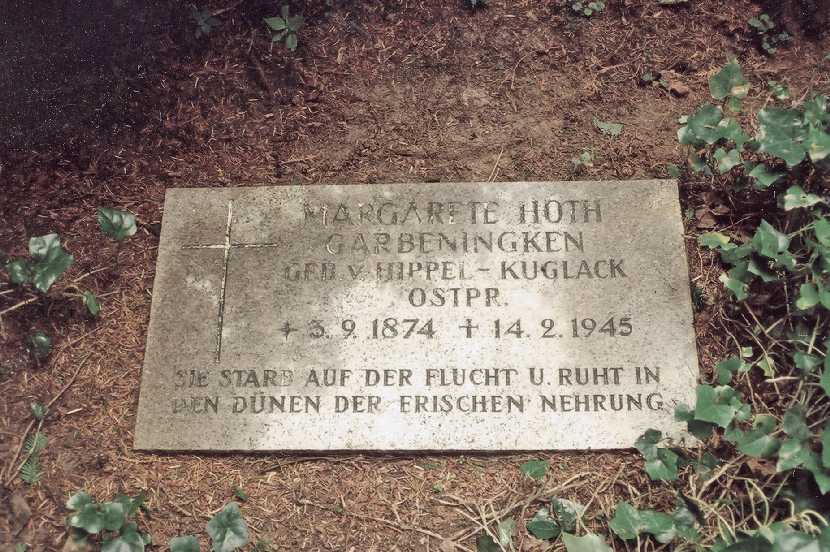 MARGARETE HOTH
GARBENINGKEN
GEB. v. HIPPEL - KUGLACK
OSTPR.
+ 3. 9. 1874 + 14. 2. 1945
SIE STARB AUF DER FLUCHT U. RUHT IN
DEN DÜNEN DER FRISCHEN NEHRUNG